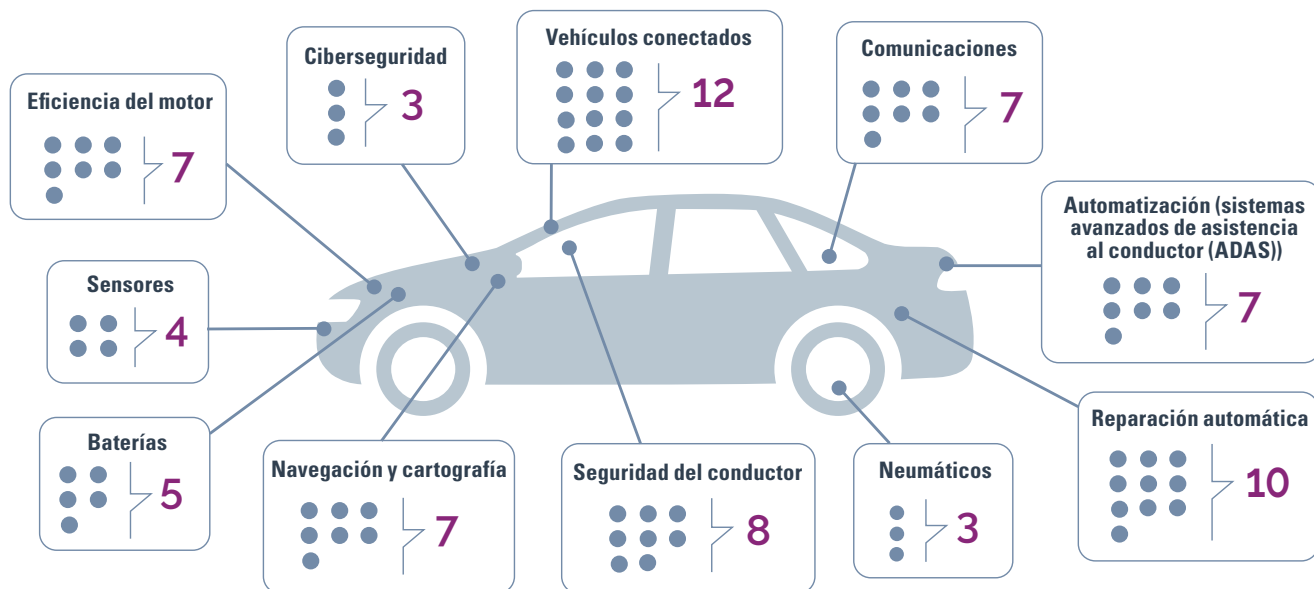 Eficiencia del motor
7
Ciberseguridad
3
Vehículos conectados
12
Comunicaciones
7
Automatización (sistemas
avanzados de asistencia
al conductor (ADAS))
7
Sensores
4
Baterías
5
Navegación y cartografía
7
Seguridad del conductor
8
Neumáticos
3
Reparación automática
10